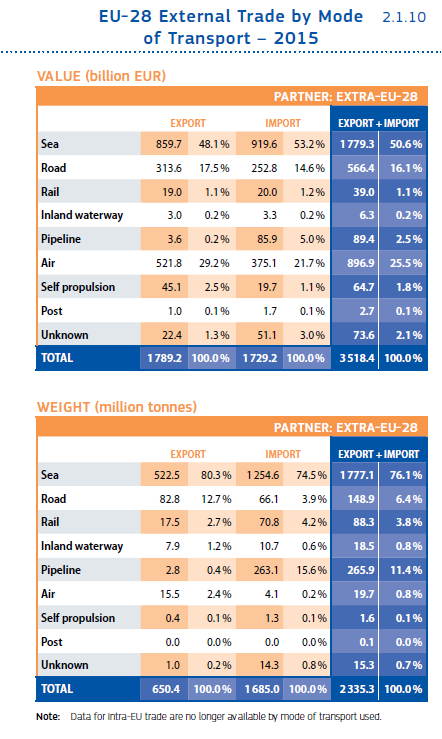 EU-28 External Trade by Mode 2.1.10
of Transport – 2015
VALUE (billion EUR)
PARTNER: EXTRA-EU-28
EXPORT IMPORT EXPORT + IMPORT
Sea 859.7 48.1% 919.6 53.2% 1779.3 50.6%
Road 313.6 17.5% 252.8 14.6% 566.4 16.1%
Rail 19.0 1.1% 20.0 1.2% 39.0 1.1%
Inland waterway 3.0 0.2% 3.3 0.2% 6.3 0.2%
Pipeline 3.6 0.2% 85.9 5.0% 89.4 2.5%
Air 521.8 29.2% 375.1 21.7% 896.9 25.5%
Self propulsion 45.1 2.5% 19.7 1.1% 64.7 1.8%
Post 1.0 0.1% 1.7 0.1% 2.7 0.1%
Unknown 22.4 1.3% 51.1 3.0% 73.6 2.1%
TOTAL 1789.2 100.0% 1729.2 100.0% 3518.4 100.0%
WEIGHT (million tonnes)
PARTNER: EXTRA-EU-28
EXPORT IMPORT EXPORT + IMPORT
Sea 522.5 80.3% 1254.6 74.5% 1777.1 76.1%
Road 82.8 12.7% 66.1 3.9% 148.9 6.4%
Rail 17.5 2.7% 70.8 4.2% 88.3 3.8%
Inland waterway 7.9 1.2% 10.7 0.6% 18.5 0.8%
Pipeline 2.8 0.4% 263.1 15.6% 265.9 11.4%
Air 15.5 2.4% 4.1 0.2% 19.7 0.8%
Self propulsion 0.4 0.1% 1.3 0.1% 1.6 0.1%
Post 0.0 0.0% 0.0 0.0% 0.1 0.0%
Unknown 1.0 0.2% 14.3 0.8% 15.3 0.7%
TOTAL 650.4 100.0% 1685.0 100.0% 2335.3 100.0%
Note: Data for intra-EU trade are no longer available by mode of transport used.